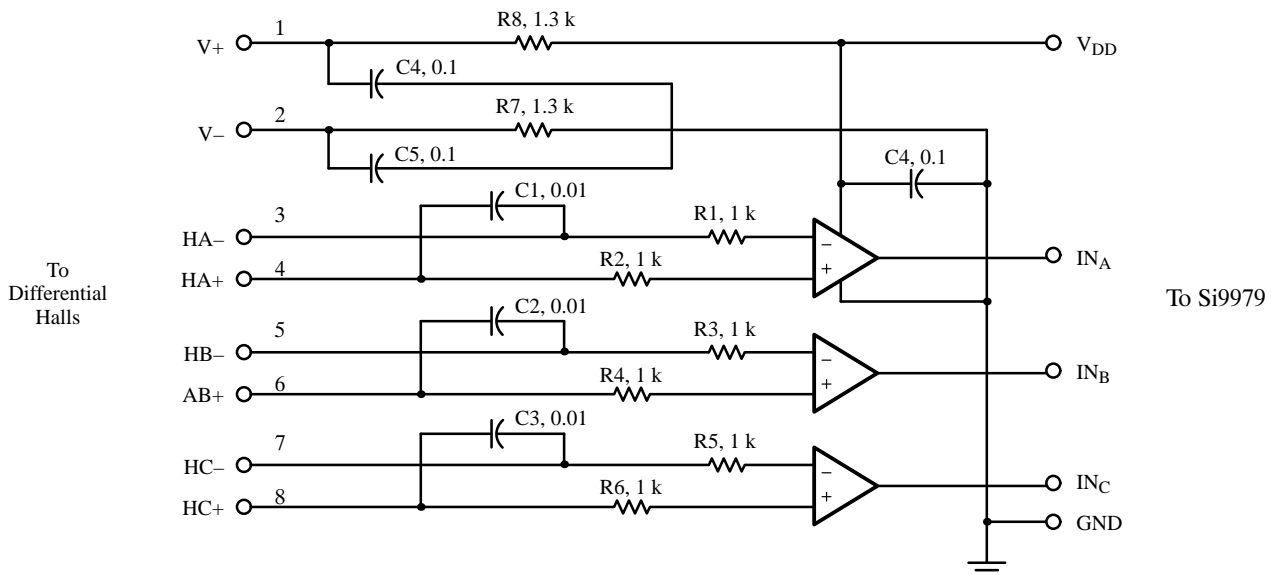 V+
1
R8, 1.3 k
VDD
C4, 0.1
V–
2
R7, 1.3 k
C5, 0.1
C4, 0.1
C1, 0.01
HA–
3
R1, 1 k
–
+
INA
HA+
4
R2, 1 k
To
Differential
Halls
To Si9979
C2, 0.01
HB–
5
R3, 1 k
–
+
INB
AB+
6
R4, 1 k
C3, 0.01
HC–
7
R5, 1 k
–
+
INC
HC+
8
R6, 1 k
GND